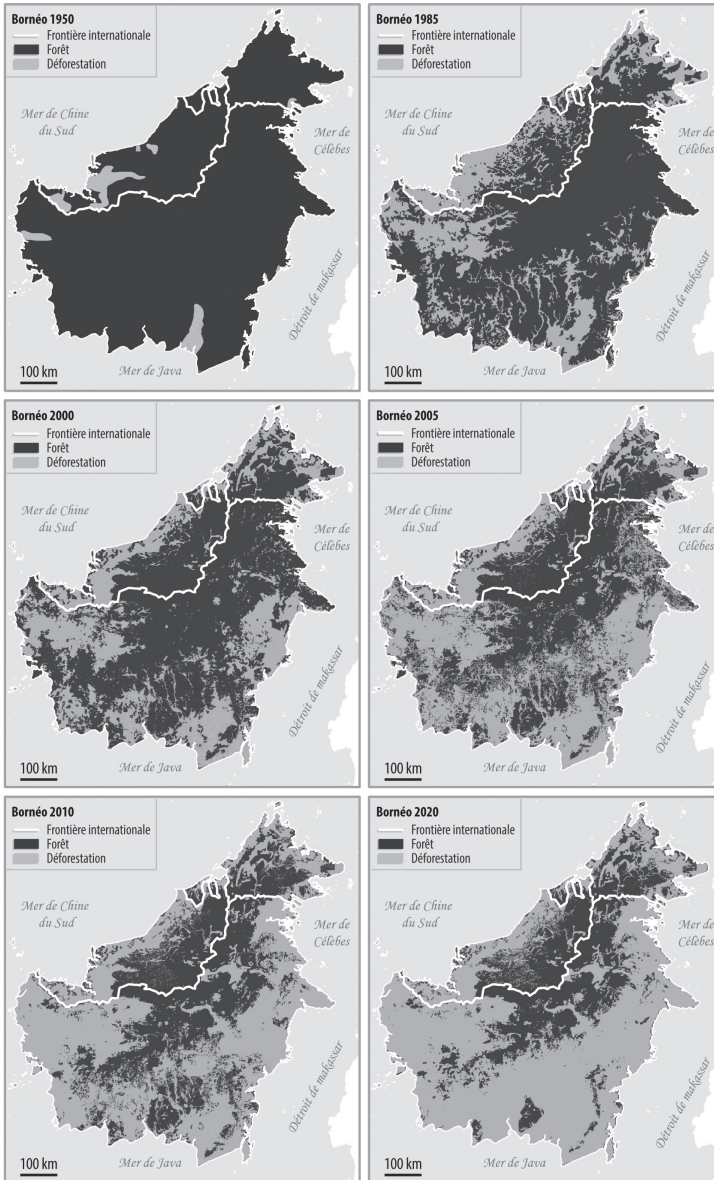 Bornéo 1950
Frontière internationale
Forêt
Déforestation
Mer de Chine
du Sud
Mer de
Célèbes
Détroit de makassar
Mer de Java
100 km
Bornéo 1985
Frontière internationale
Forêt
Déforestation
Mer de Chine
du Sud
Mer de
Célèbes
Détroit de makassar
Mer de Java
100 km
Bornéo 2000
Frontière internationale
Forêt
Déforestation
Mer de Chine
du Sud
Mer de
Célèbes
Détroit de makassar
Mer de Java
100 km
Bornéo 2005
Frontière internationale
Forêt
Déforestation
Mer de Chine
du Sud
Mer de
Célèbes
Détroit de makassar
Mer de Java
100 km
Bornéo 2010
Frontière internationale
Forêt
Déforestation
Mer de Chine
du Sud
Mer de
Célèbes
Détroit de makassar
Mer de Java
100 km
Bornéo 2020
Frontière internationale
Forêt
Déforestation
Mer de Chine
du Sud
Mer de
Célèbes
Détroit de makassar
Mer de Java
100 km